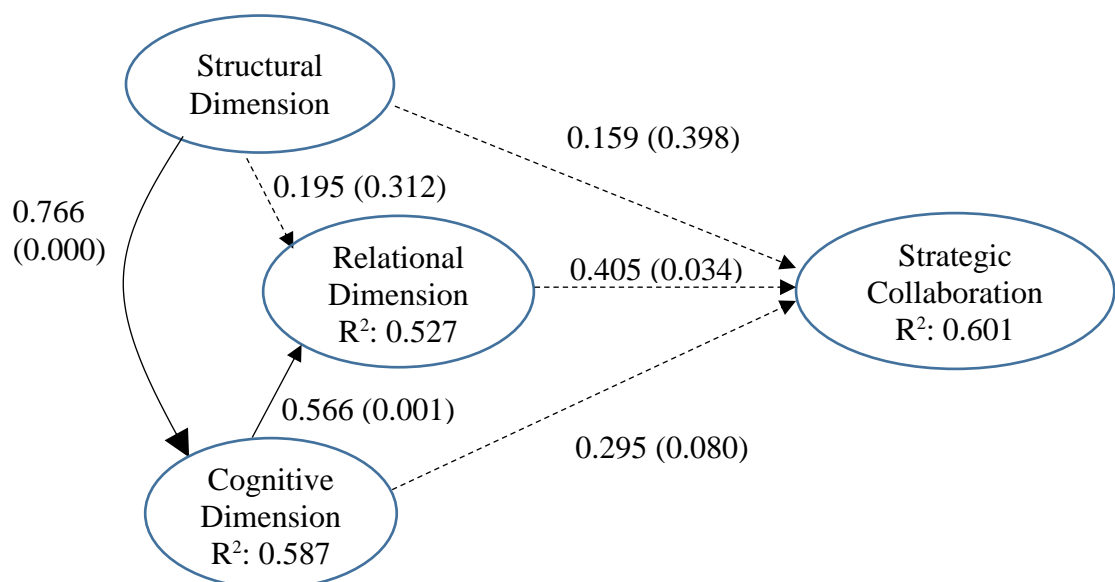 Structural
Dimension
0.159 (0.398)
0.195 (0.312)
0.766
(0.000)
Relational
Dimension
R²: 0.527
0.405 (0.034)
Strategic
Collaboration
R²: 0.601
0.566 (0.001)
0.295 (0.080)
Cognitive
Dimension
R²: 0.587